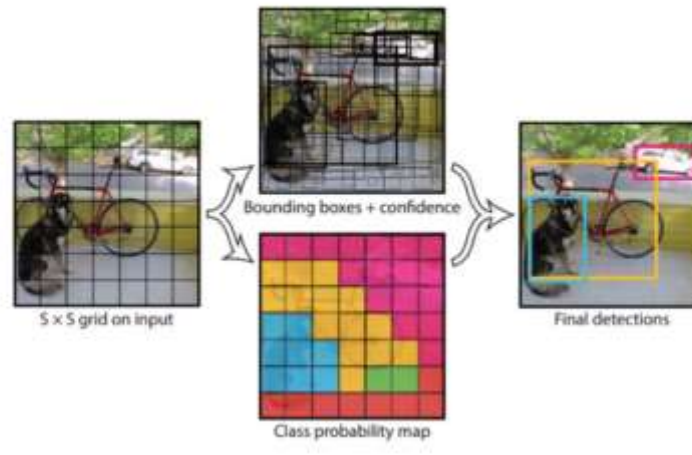 Bounding boxes + confidence
S × S grid on input
Final detections
Class probability map